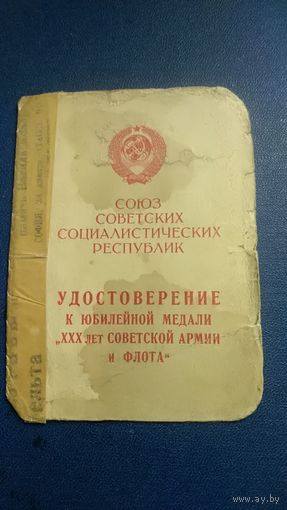 СОЮЗ
СОВЕТСКИХ
СОЦИАЛИСТИЧЕСКИХ
РЕСПУБЛИК
УДОСТОВЕРЕНИЕ
К ЮБИЛЕЙНОЙ МЕДАЛИ
„XXX ЛЕТ СОВЕТСКОЙ АРМИИ
И ФЛОТА“
www.ay.by